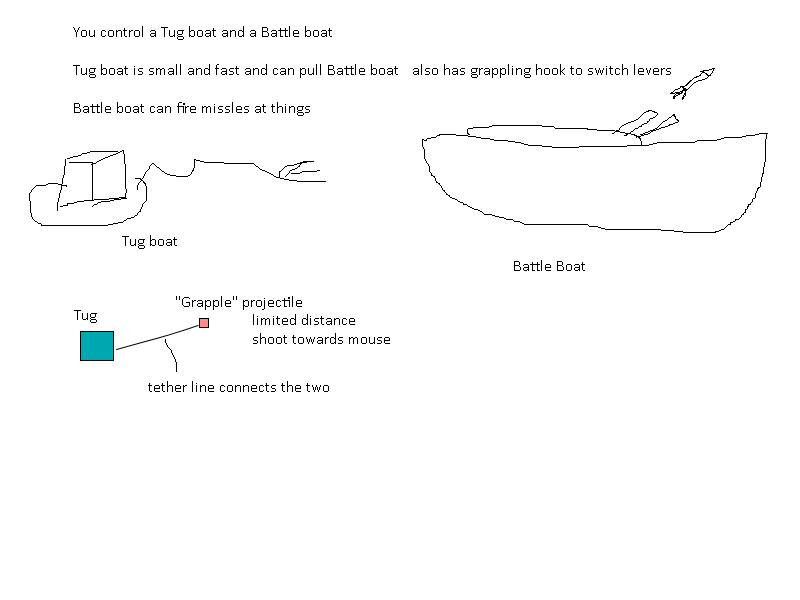 You control a Tug boat and a Battle boat
Tug boat is small and fast and can pull Battle boat also has grappling hook to switch levers
Battle boat can fire missles at things
Tug boat
Battle Boat
"Grapple" projectile
Tug
limited distance
shoot towards mouse
tether line connects the two